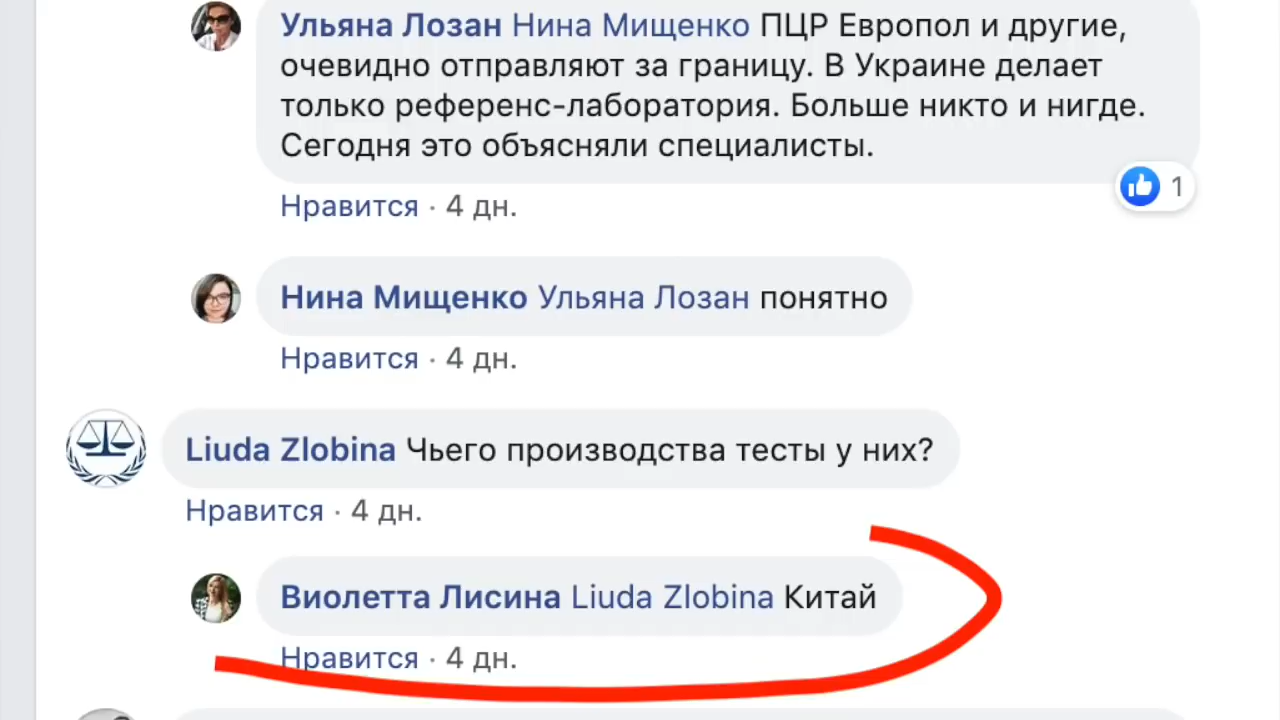 Ульяна Лозан Нина Мищенко ПЦР Европол и другие,
очевидно отправляют за границу. В Украине делает
только референс-лаборатория. Больше никто и нигде.
Сегодня это объясняли специалисты.
1
Нравится · 4 дн.
Нина Мищенко Ульяна Лозан понятно
Нравится · 4 дн.
Liuda Zlobina Чьего производства тесты у них?
Нравится · 4 дн.
Виолетта Лисина Liuda Zlobina Китай
Нравится · 4 дн.